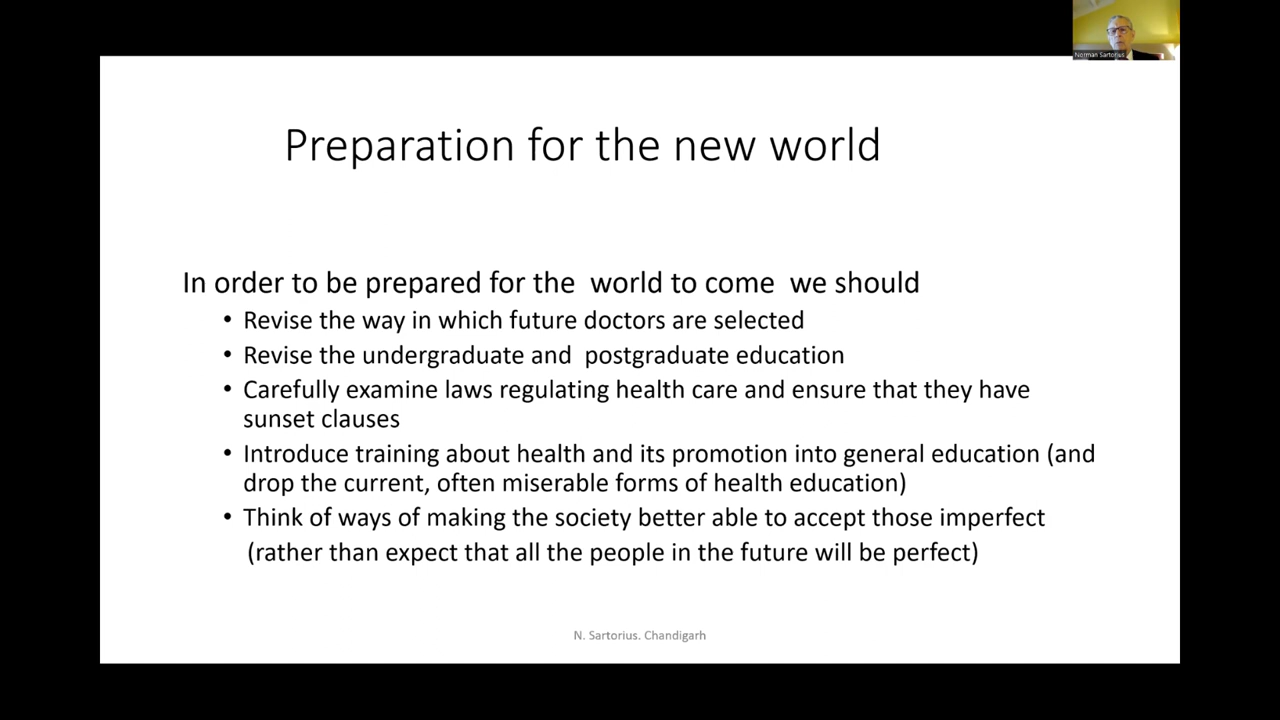 Norman Sartorius
Preparation for the new world
In order to be prepared for the world to come we should
• Revise the way in which future doctors are selected
• Revise the undergraduate and postgraduate education
• Carefully examine laws regulating health care and ensure that they have
sunset clauses
• Introduce training about health and its promotion into general education (and
drop the current, often miserable forms of health education)
• Think of ways of making the society better able to accept those imperfect
(rather than expect that all the people in the future will be perfect)
N. Sartorius. Chandigarh